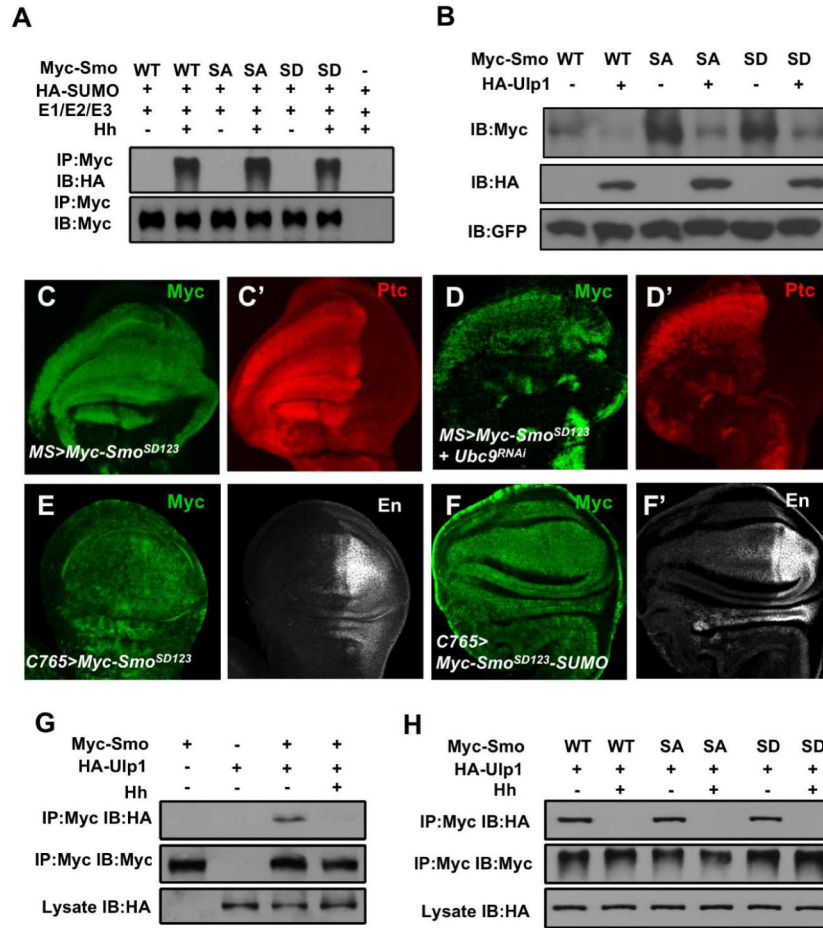 A
Myc-Smo WT WT SA SA SD SD -
HA-SUMO + + + + + + +
E1/E2/E3 + + + + + + +
Hh - + - + - + +
IP:Myc
IB:HA
IP:Myc
IB:Myc
B
Myc-Smo WT WT SA SA SD SD
HA-Ulp1 - + - + - +
IB:Myc
IB:HA
IB:GFP
C Myc
MS>Myc-SmoSD123
C' Ptc
D Myc
MS>Myc-SmoSD123
+ Ubc9RNAi
D' Ptc
E Myc
C765>Myc-SmoSD123
En
F Myc
C765>
Myc-SmoSD123-SUMO
F' En
G
Myc-Smo + - + +
HA-Ulp1 - + + +
Hh - - - +
IP:Myc IB:HA
IP:Myc IB:Myc
Lysate IB:HA
H
Myc-Smo WT WT SA SA SD SD
HA-Ulp1 + + + + + +
Hh - + - + - +
IP:Myc IB:HA
IP:Myc IB:Myc
Lysate IB:HA